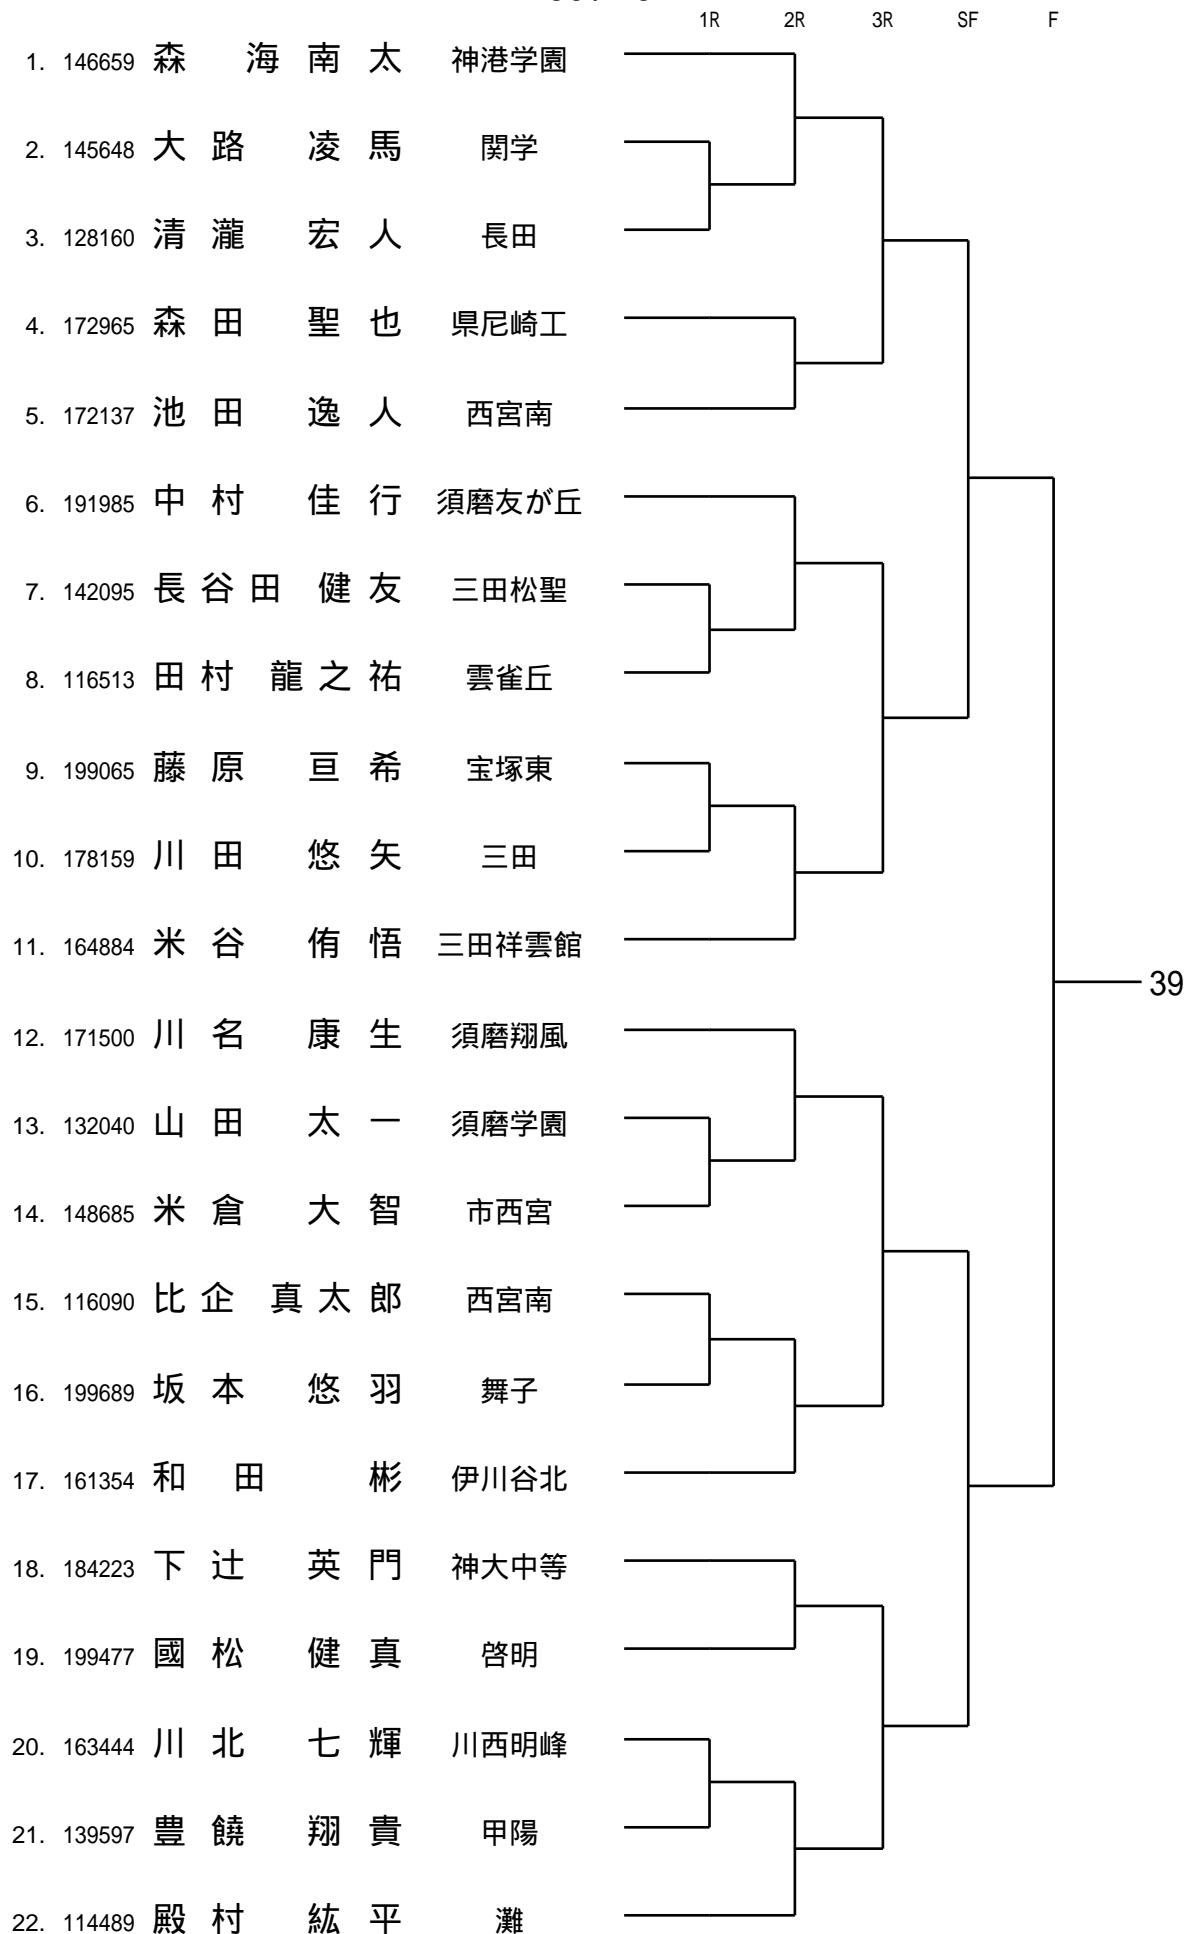 1R 2R 3R SF F
1. 146659 森 海南太 神港学園
2. 145648 大路 凌馬 関学
3. 128160 清瀧 宏人 長田
4. 172965 森田 聖也 県尼崎工
5. 172137 池田 逸人 西宮南
6. 191985 中村 佳行 須磨友が丘
7. 142095 長谷田 健友 三田松聖
8. 116513 田村 龍之祐 雲雀丘
9. 199065 藤原 亘希 宝塚東
10. 178159 川田 悠矢 三田
11. 164884 米谷 侑悟 三田祥雲館
39
12. 171500 川名 康生 須磨翔風
13. 132040 山田 太一 須磨学園
14. 148685 米倉 大智 市西宮
15. 116090 比企 真太郎 西宮南
16. 199689 坂本 悠羽 舞子
17. 161354 和田 彬 伊川谷北
18. 184223 下辻 英門 神大中等
19. 199477 國松 健真 啓明
20. 163444 川北 七輝 川西明峰
21. 139597 豊饒 翔貴 甲陽
22. 114489 殿村 紘平 灘